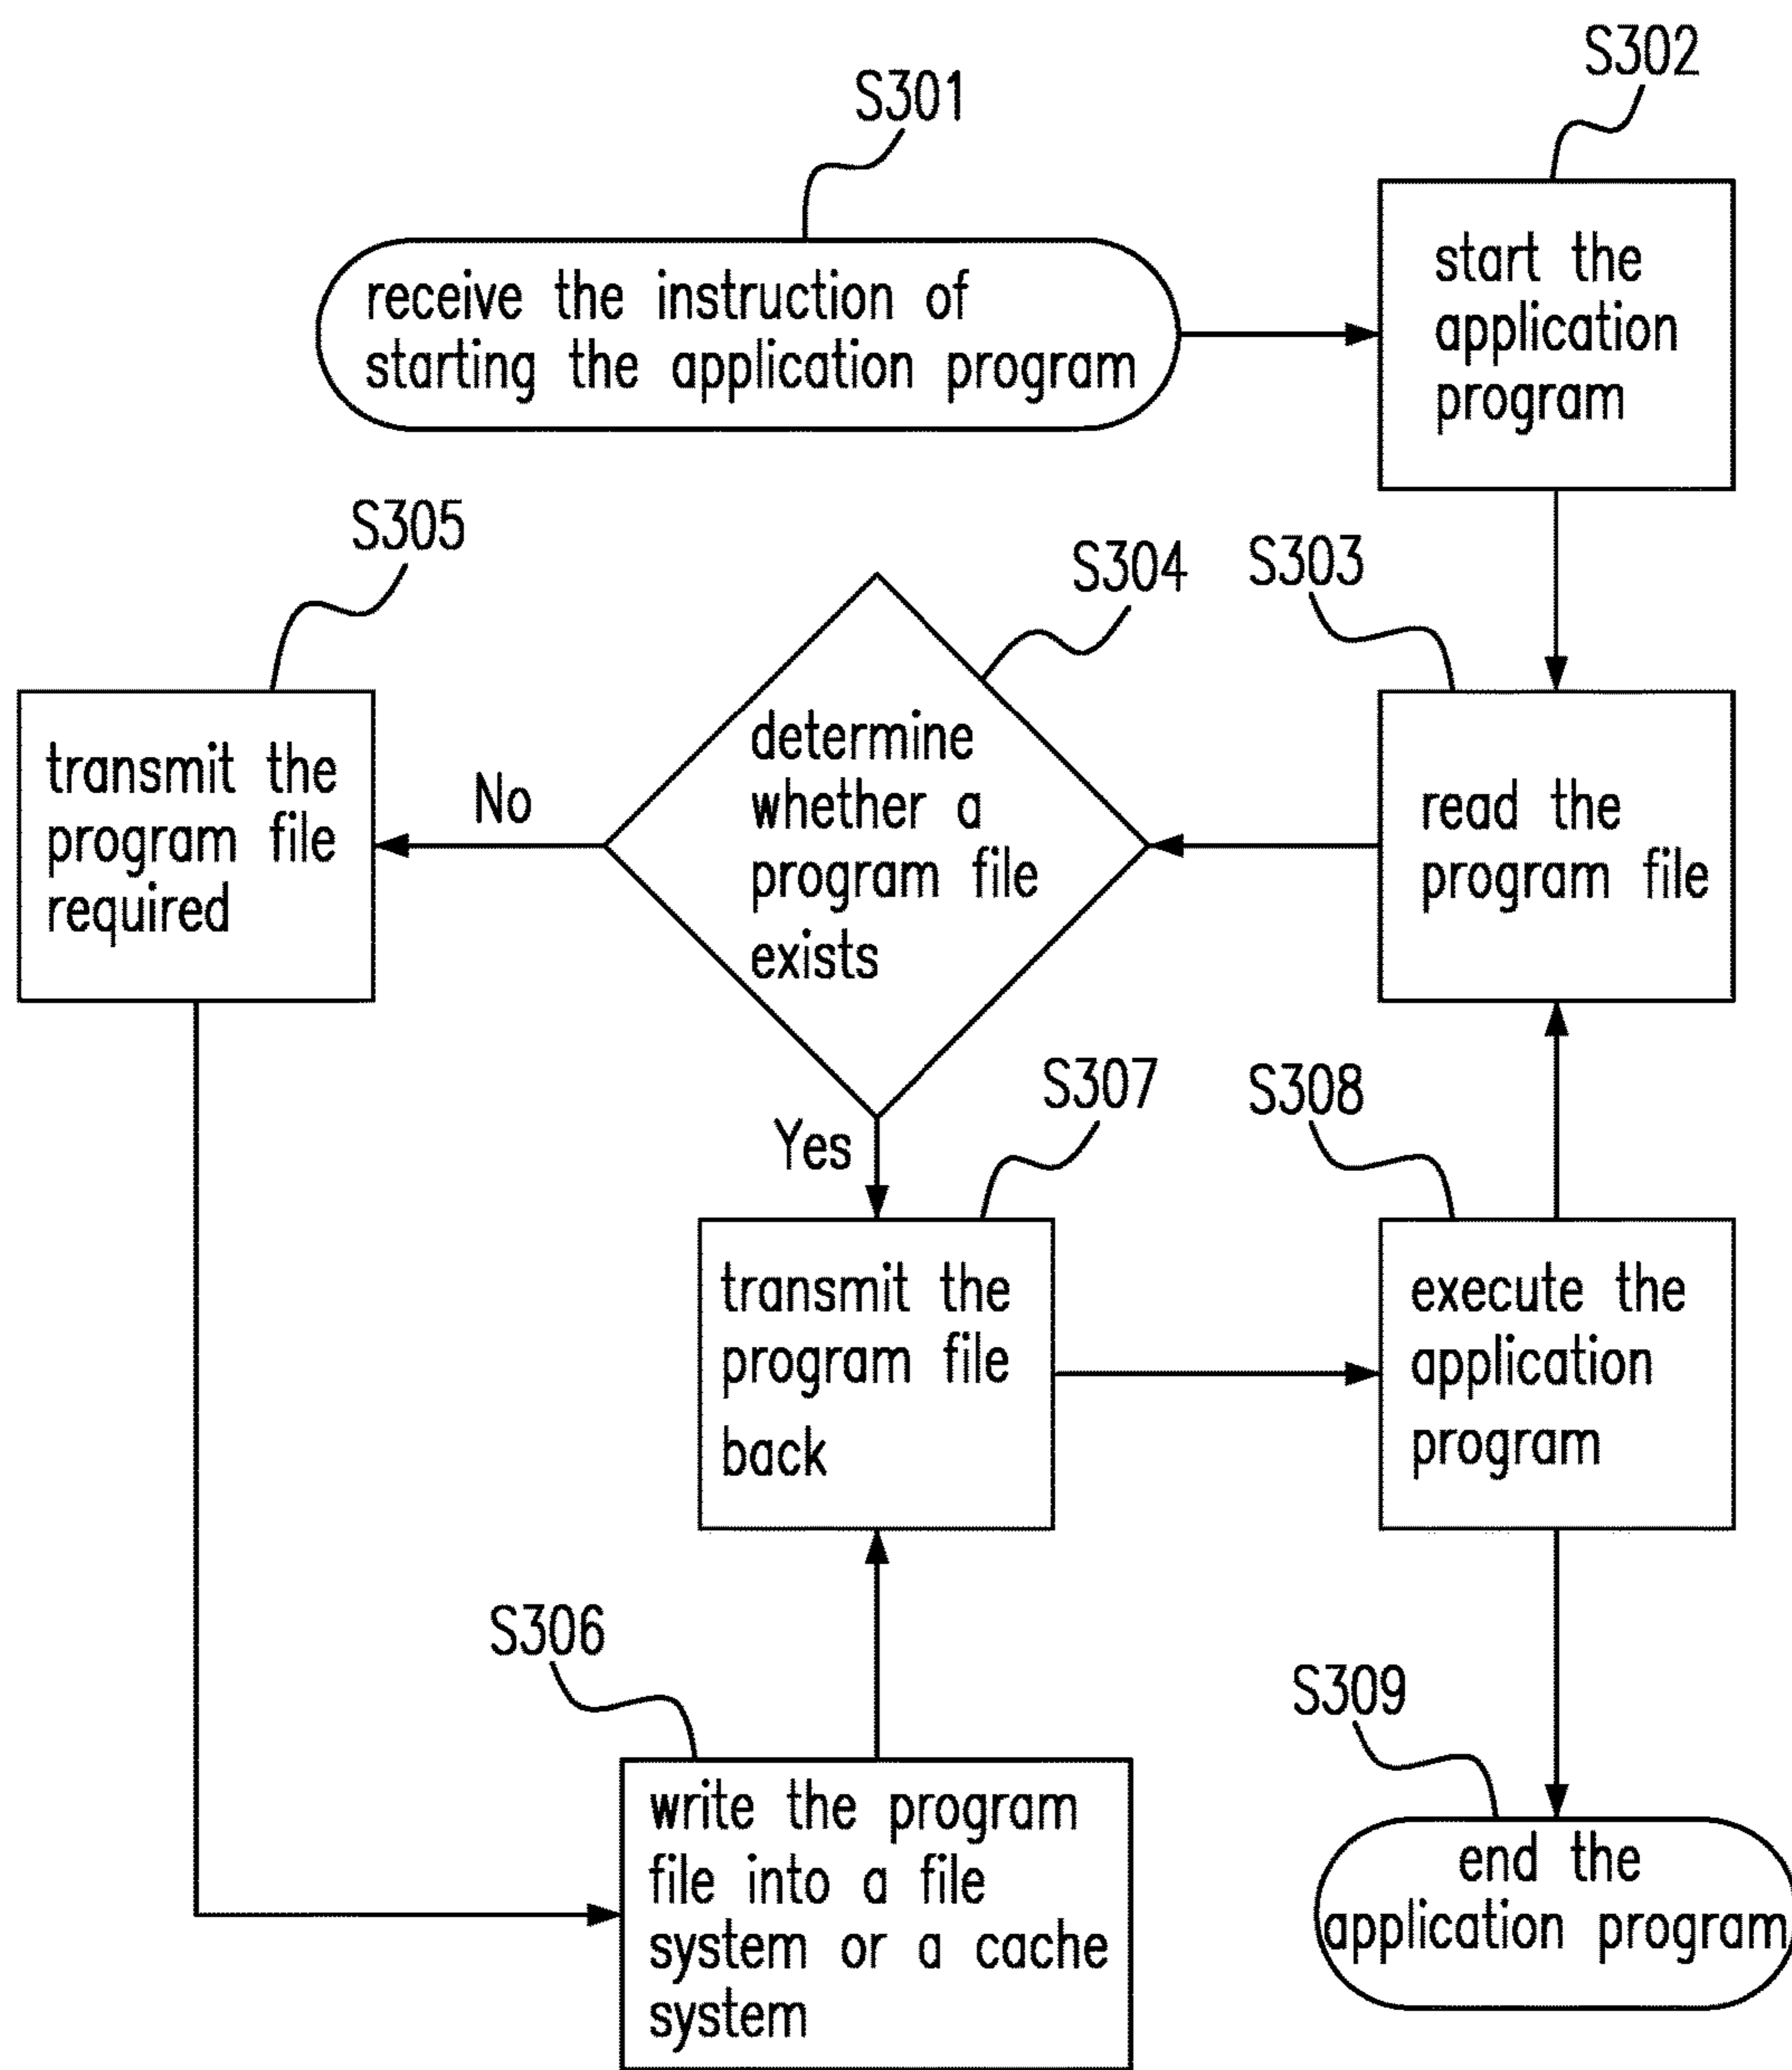 S301
receive the instruction of
starting the application program
S302
start the
application
program
S303
read the
program file
S304
determine
whether a
program file
exists
No
S305
transmit the
program file
required
Yes
S307
transmit the
program file
back
S308
execute the
application
program
S306
write the program
file into a file
system or a cache
system
S309
end the
application program